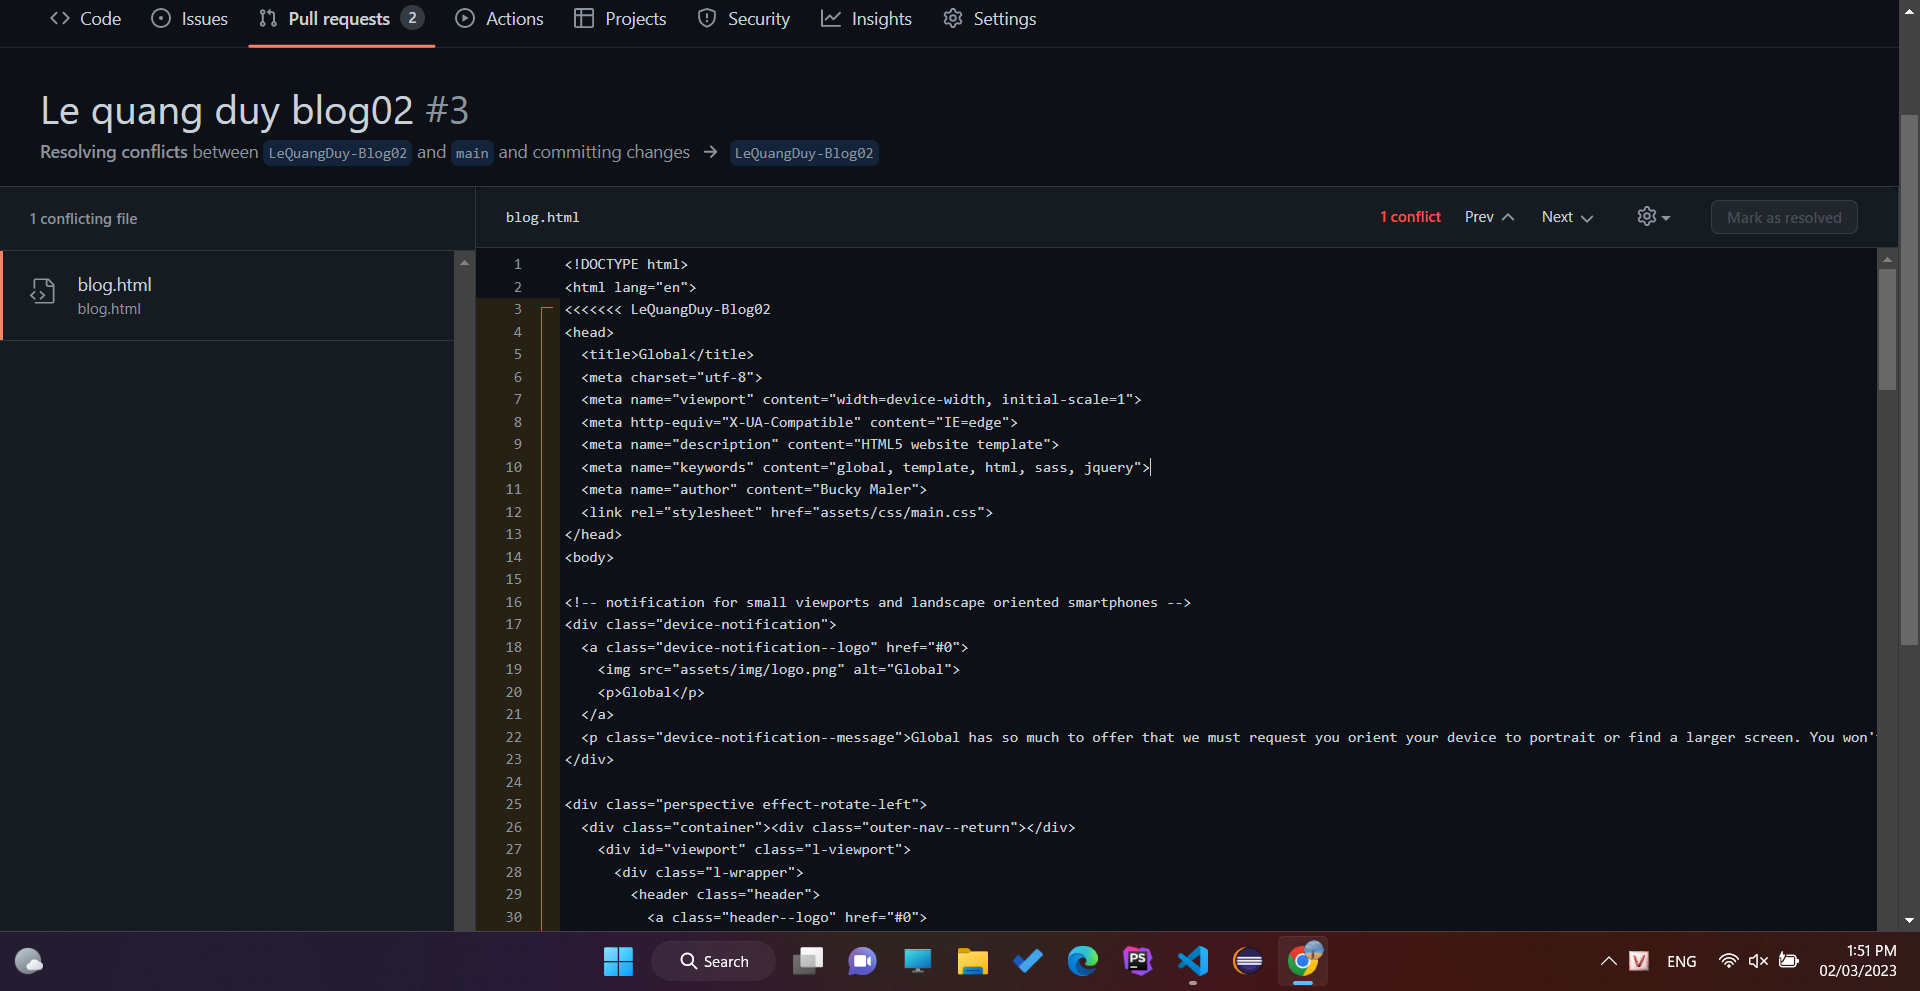 Code Issues Pull requests 2 Actions Projects Security Insights Settings
Le quang duy blog02 #3
Resolving conflicts between LeQuangDuy-Blog02 and main and committing changes → LeQuangDuy-Blog02
1 conflicting file
blog.html
blog.html
blog.html 1 conflict Prev Next Mark as resolved
1 <!DOCTYPE html>
2 <html lang="en">
3 <<<<<<< LeQuangDuy-Blog02
4 <head>
5 <title>Global</title>
6 <meta charset="utf-8">
7 <meta name="viewport" content="width=device-width, initial-scale=1">
8 <meta http-equiv="X-UA-Compatible" content="IE=edge">
9 <meta name="description" content="HTML5 website template">
10 <meta name="keywords" content="global, template, html, sass, jquery">
11 <meta name="author" content="Bucky Maler">
12 <link rel="stylesheet" href="assets/css/main.css">
13 </head>
14 <body>
15
16 <!-- notification for small viewports and landscape oriented smartphones -->
17 <div class="device-notification">
18 <a class="device-notification--logo" href="#0">
19 <img src="assets/img/logo.png" alt="Global">
20 <p>Global</p>
21 </a>
22 <p class="device-notification--message">Global has so much to offer that we must request you orient your device to portrait or find a larger screen. You won'
23 </div>
24
25 <div class="perspective effect-rotate-left">
26 <div class="container"><div class="outer-nav--return"></div>
27 <div id="viewport" class="l-viewport">
28 <div class="l-wrapper">
29 <header class="header">
30 <a class="header--logo" href="#0">
Search
PS
V
ENG
1:51 PM
02/03/2023